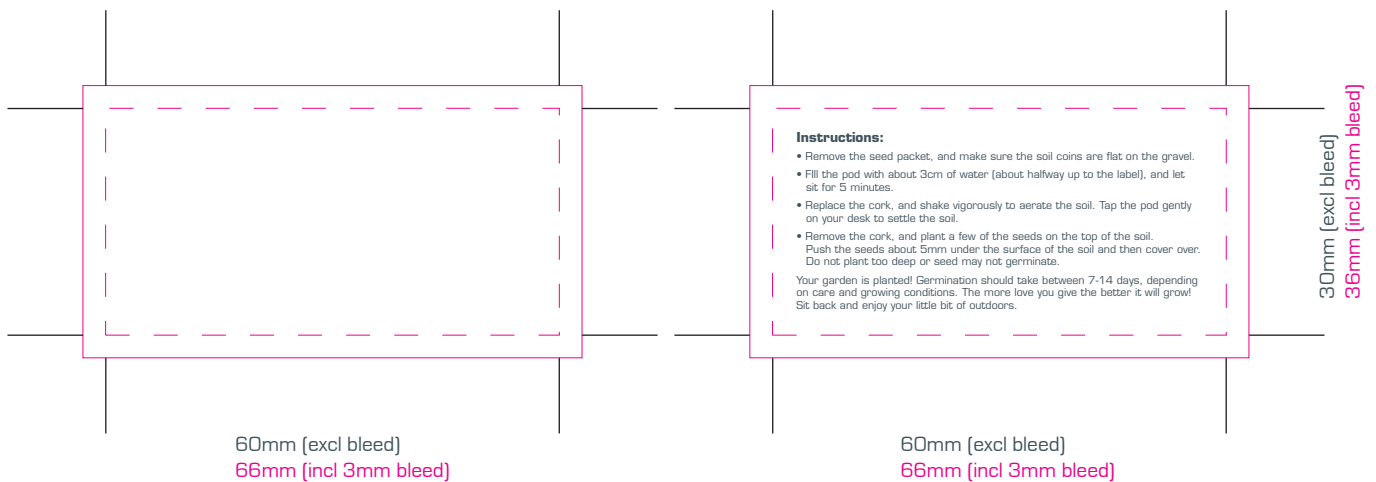 Instructions:
• Remove the seed packet, and make sure the soil coins are flat on the gravel.
• FIll the pod with about 3cm of water (about halfway up to the label), and let
sit for 5 minutes.
• Replace the cork, and shake vigorously to aerate the soil. Tap the pod gently
on your desk to settle the soil.
• Remove the cork, and plant a few of the seeds on the top of the soil.
Push the seeds about 5mm under the surface of the soil and then cover over.
Do not plant too deep or seed may not germinate.
Your garden is planted! Germination should take between 7-14 days, depending
on care and growing conditions. The more love you give the better it will grow!
Sit back and enjoy your little bit of outdoors.
30mm (excl bleed)
36mm (incl 3mm bleed)
60mm (excl bleed)
66mm (incl 3mm bleed)
60mm (excl bleed)
66mm (incl 3mm bleed)